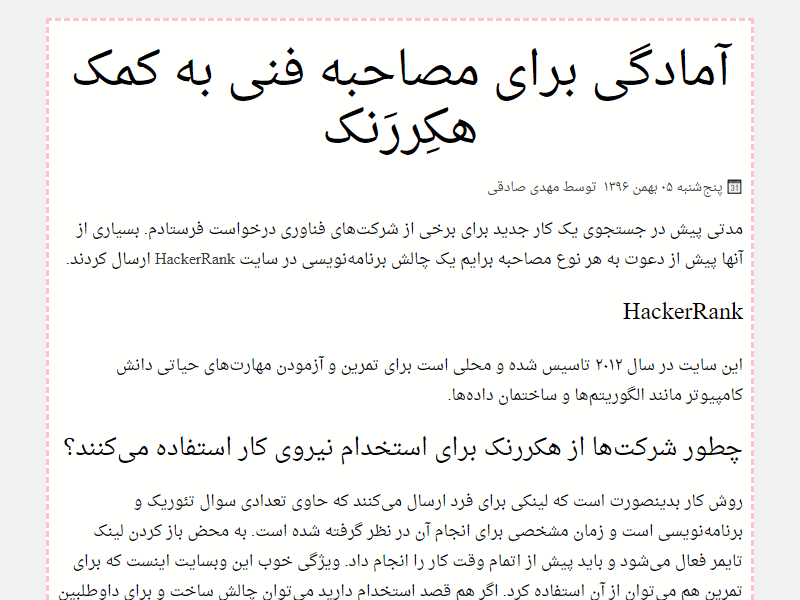 آمادگی برای مصاحبه فنی به کمک
هکِررَنک
پنج‌شنبه ۰۵ بهمن ۱۳۹۶ توسط مهدی صادقی
مدتی پیش در جستجوی یک کار جدید برای برخی از شرکت‌های فناوری درخواست فرستادم. بسیاری از
آنها پیش از دعوت به هر نوع مصاحبه برایم یک چالش برنامه‌نویسی در سایت HackerRank ارسال کردند.
HackerRank
این سایت در سال ۲۰۱۲ تاسیس شده و محلی است برای تمرین و آزمودن مهارت‌های حیاتی دانش
کامپیوتر مانند الگوریتم‌ها و ساختمان داده‌ها.
چطور شرکت‌ها از هکررنک برای استخدام نیروی کار استفاده می‌کنند؟
روش کار بدینصورت است که لینکی برای فرد ارسال می‌کنند که حاوی تعدادی سوال تئوریک و
برنامه‌نویسی است و زمان مشخصی برای انجام آن در نظر گرفته شده است. به محض باز کردن لینک
تایمر فعال می‌شود و باید پیش از اتمام وقت کار را انجام داد. ویژگی خوب این وبسایت اینست که برای
تمرین هم می‌توان از آن استفاده کرد. اگر هم قصد استخدام دارید می‌توان چالش ساخت و برای داوطلبین